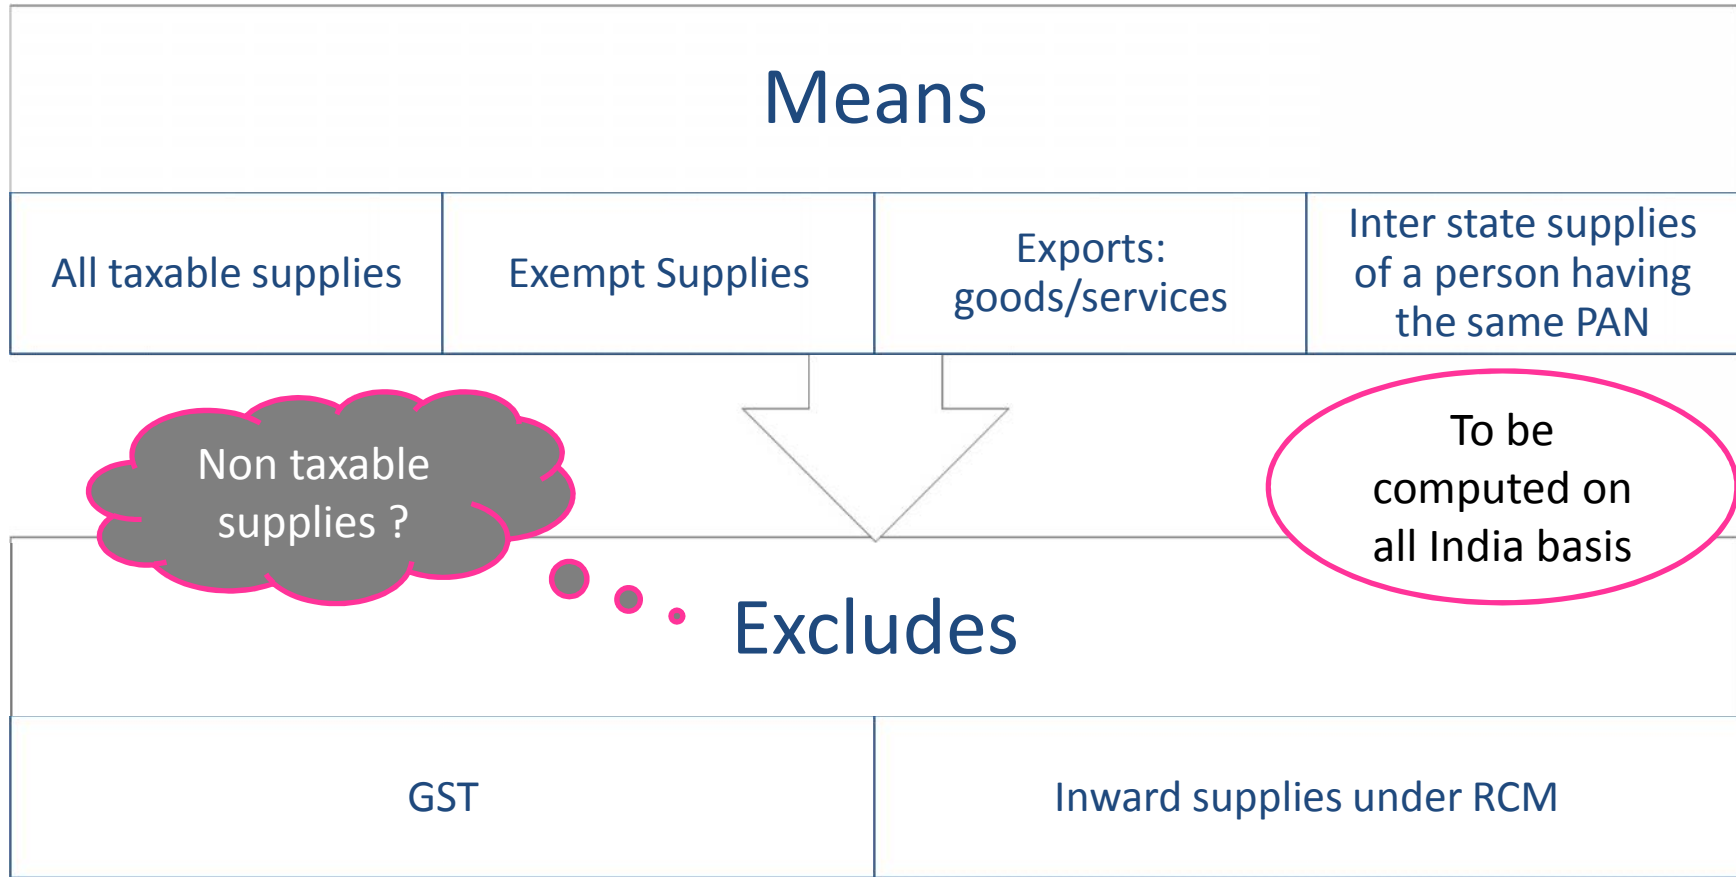 Means
All taxable supplies
Exempt Supplies
Exports:
goods/services
Inter state supplies
of a person having
the same PAN
Non taxable
supplies ?
To be
computed on
all India basis
Excludes
GST
Inward supplies under RCM